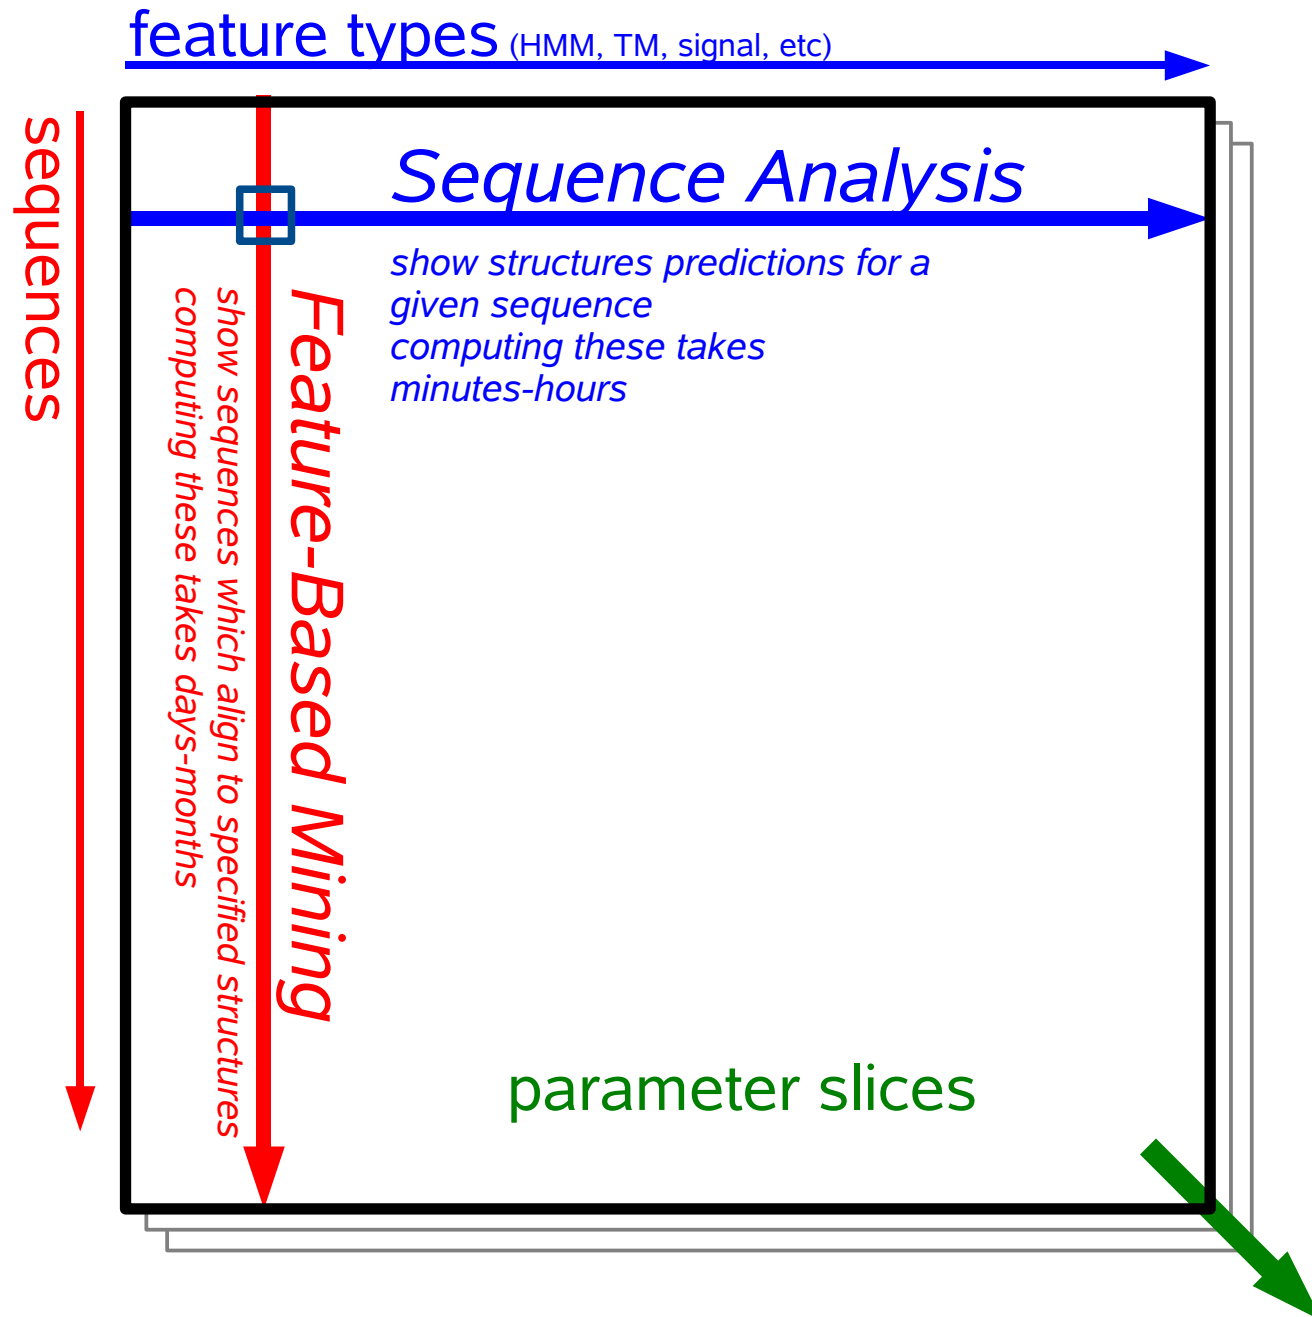 feature types (HMM, TM, signal, etc)
sequences
Sequence Analysis
show structures predictions for a
given sequence
computing these takes
minutes-hours
Feature-Based Mining
show sequences which align to specified structures
computing these takes days-months
parameter slices